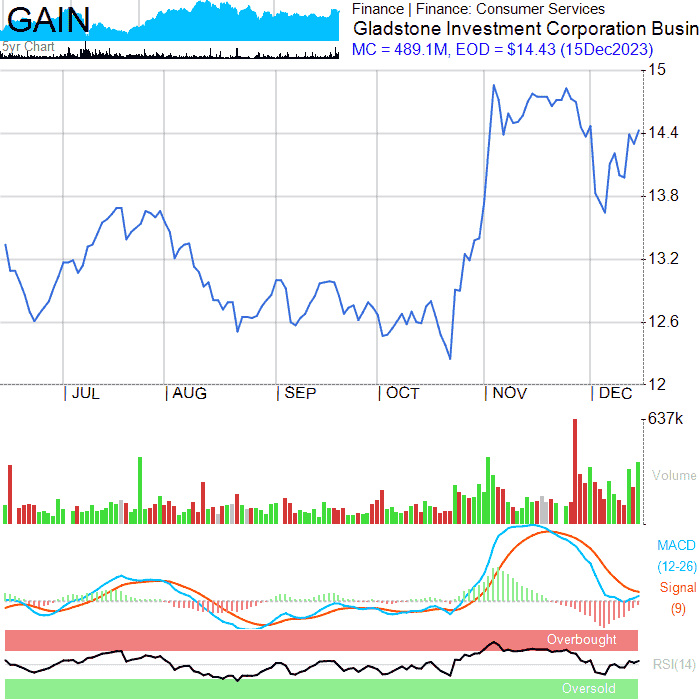 GAIN
5yr Chart
Finance | Finance: Consumer Services
Gladstone Investment Corporation Busin
MC = 489.1M, EOD = $14.43 (15Dec2023)
15
14.4
13.8
13.2
12.6
12
| JUL | AUG | SEP | OCT | NOV | DEC
637k
Volume
MACD
(12-26)
Signal
(9)
Overbought
RSI(14)
Oversold